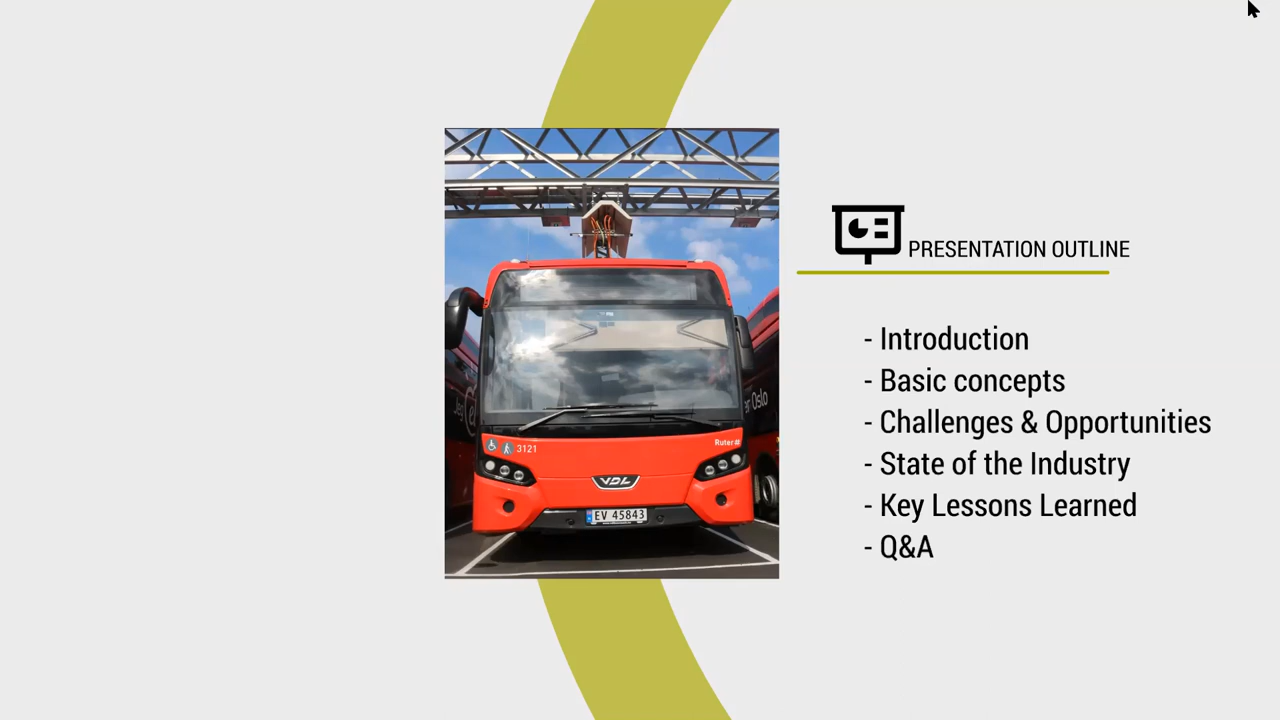 PRESENTATION OUTLINE
- Introduction
- Basic concepts
- Challenges & Opportunities
- State of the Industry
- Key Lessons Learned
- Q&A
3121
Ruter#
VDL
EV 45843
Oslo